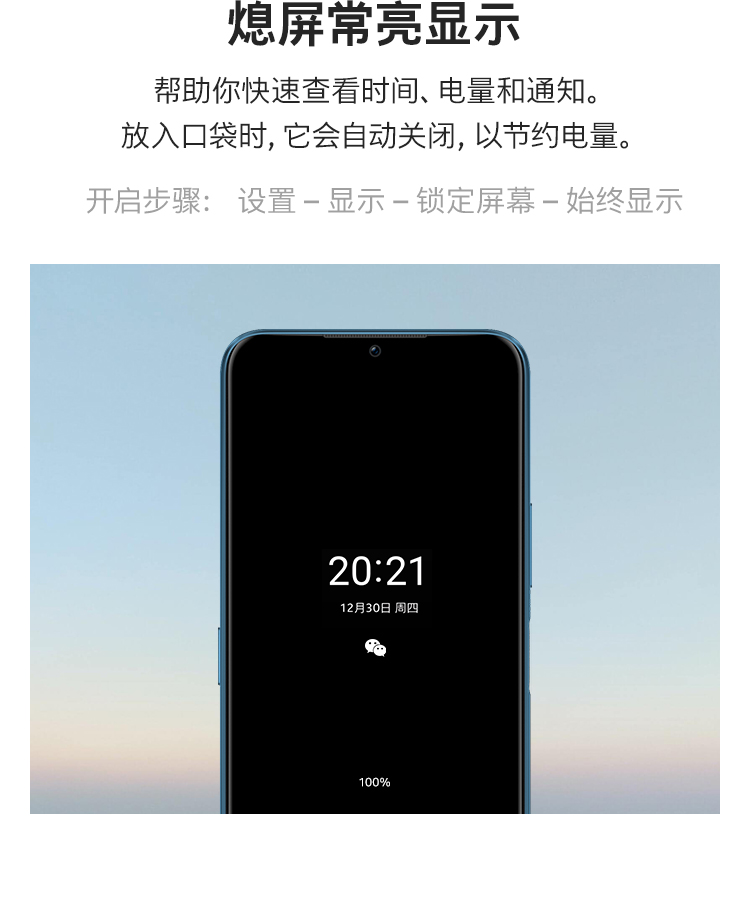 熄屏常亮显示
帮助你快速查看时间、电量和通知。
放入口袋时, 它会自动关闭, 以节约电量。
开启步骤： 设置 – 显示 – 锁定屏幕 – 始终显示
20:21
12月30日 周四
100%